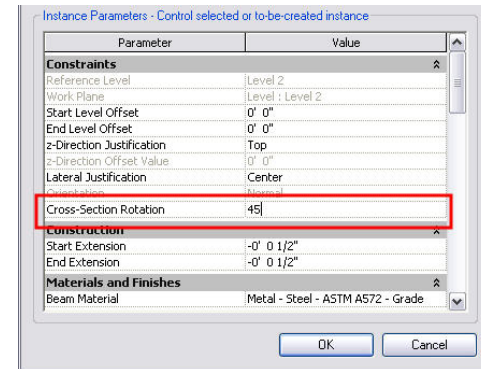 Instance Parameters - Control selected or to-be-created instance
Parameter Value
Constraints
Reference Level Level 2
Work Plane Level : Level 2
Start Level Offset 0' 0"
End Level Offset 0' 0"
z-Direction Justification Top
z-Direction Offset Value 0' 0"
Lateral Justification Center
Orientation Normal
Cross-Section Rotation 45
Construction
Start Extension -0' 0 1/2"
End Extension -0' 0 1/2"
Materials and Finishes
Beam Material Metal - Steel - ASTM A572 - Grade
OK Cancel